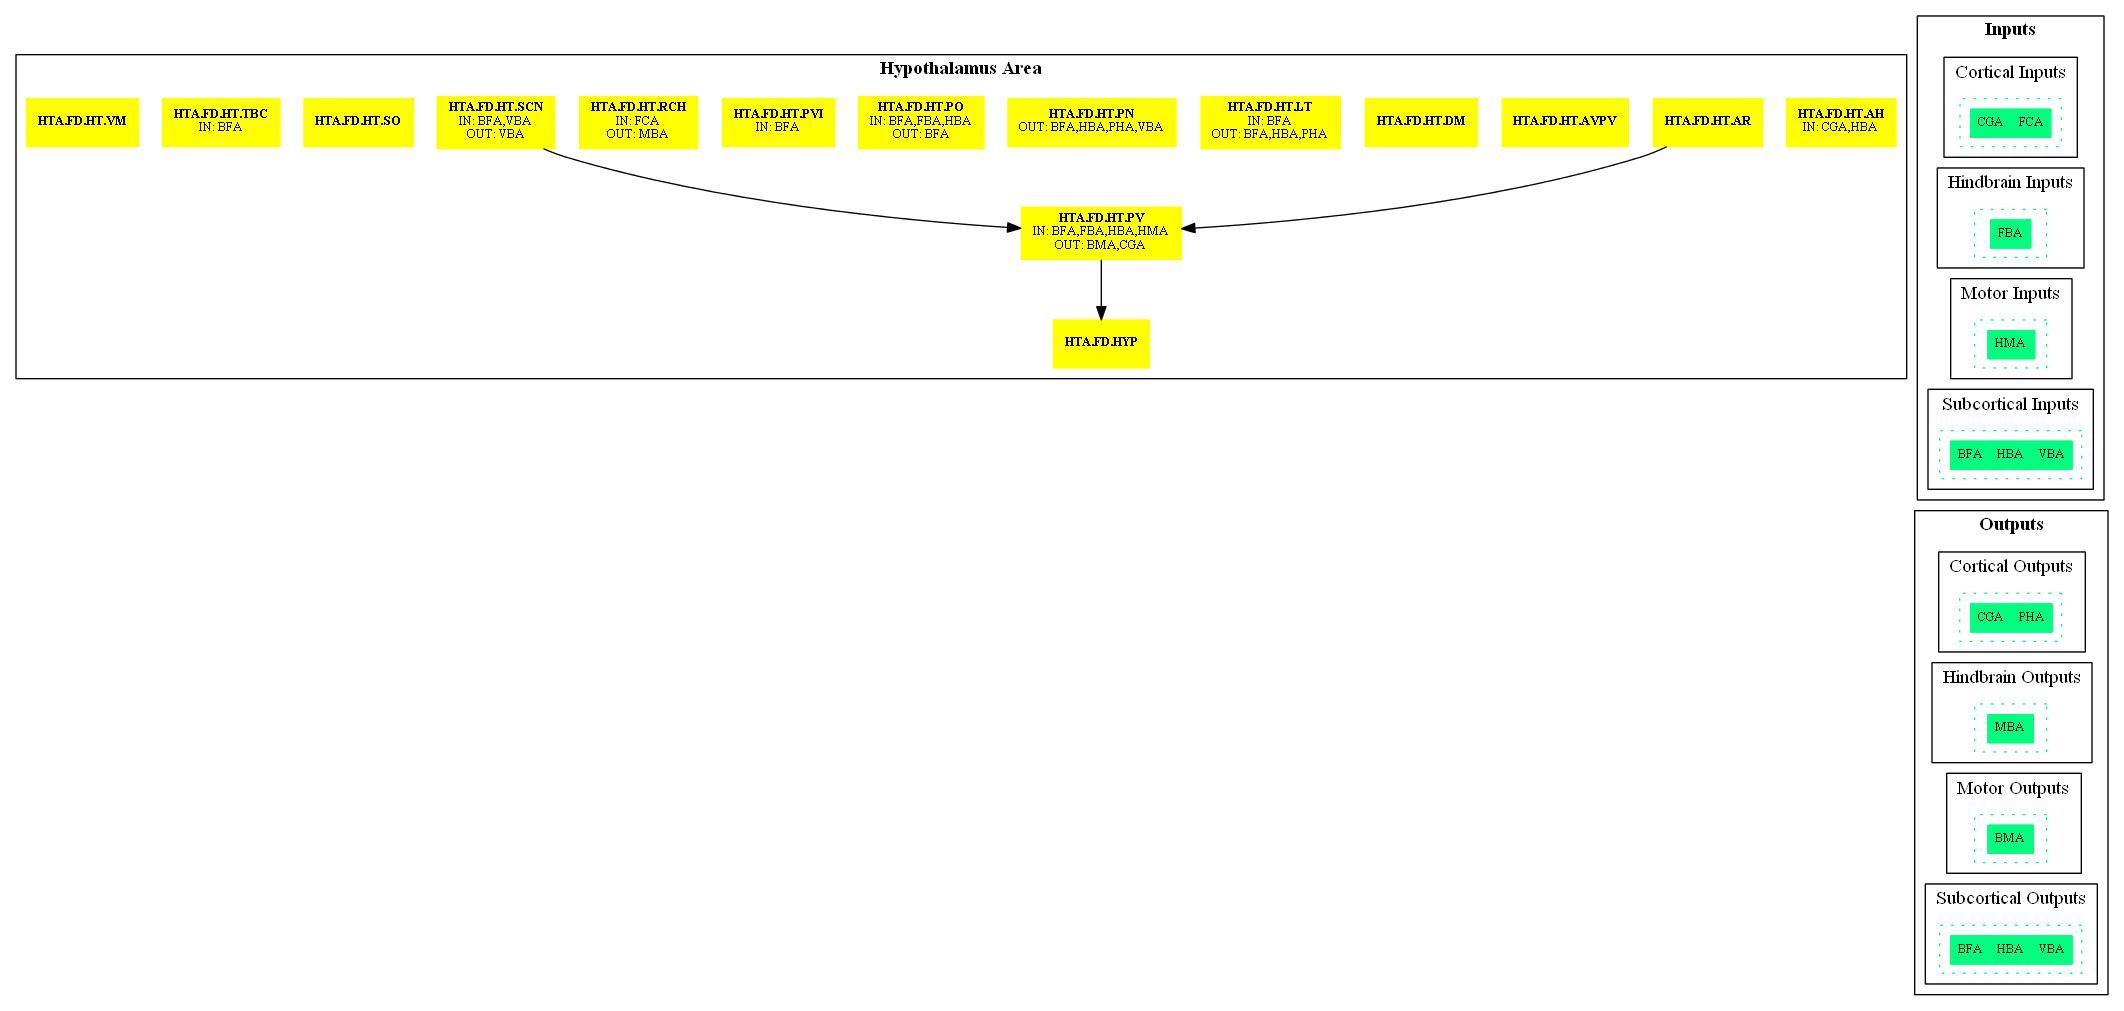 Hypothalamus Area
HTA.FD.HT.VM
HTA.FD.HT.TBC
IN: BFA
HTA.FD.HT.SO
HTA.FD.HT.SCN
IN: BFA,VBA
OUT: VBA
HTA.FD.HT.RCH
IN: FCA
OUT: MBA
HTA.FD.HT.PVI
IN: BFA
HTA.FD.HT.PO
IN: BFA,FBA,HBA
OUT: BFA
HTA.FD.HT.PN
OUT: BFA,HBA,PHA,VBA
HTA.FD.HT.LT
IN: BFA
OUT: BFA,HBA,PHA
HTA.FD.HT.DM
HTA.FD.HT.AVPV
HTA.FD.HT.AR
HTA.FD.HT.AH
IN: CGA,HBA
HTA.FD.HT.PV
IN: BFA,FBA,HBA,HMA
OUT: BMA,CGA
HTA.FD.HYP
Inputs
Cortical Inputs
CGA FCA
Hindbrain Inputs
FBA
Motor Inputs
HMA
Subcortical Inputs
BFA HBA VBA
Outputs
Cortical Outputs
CGA PHA
Hindbrain Outputs
MBA
Motor Outputs
BMA
Subcortical Outputs
BFA HBA VBA